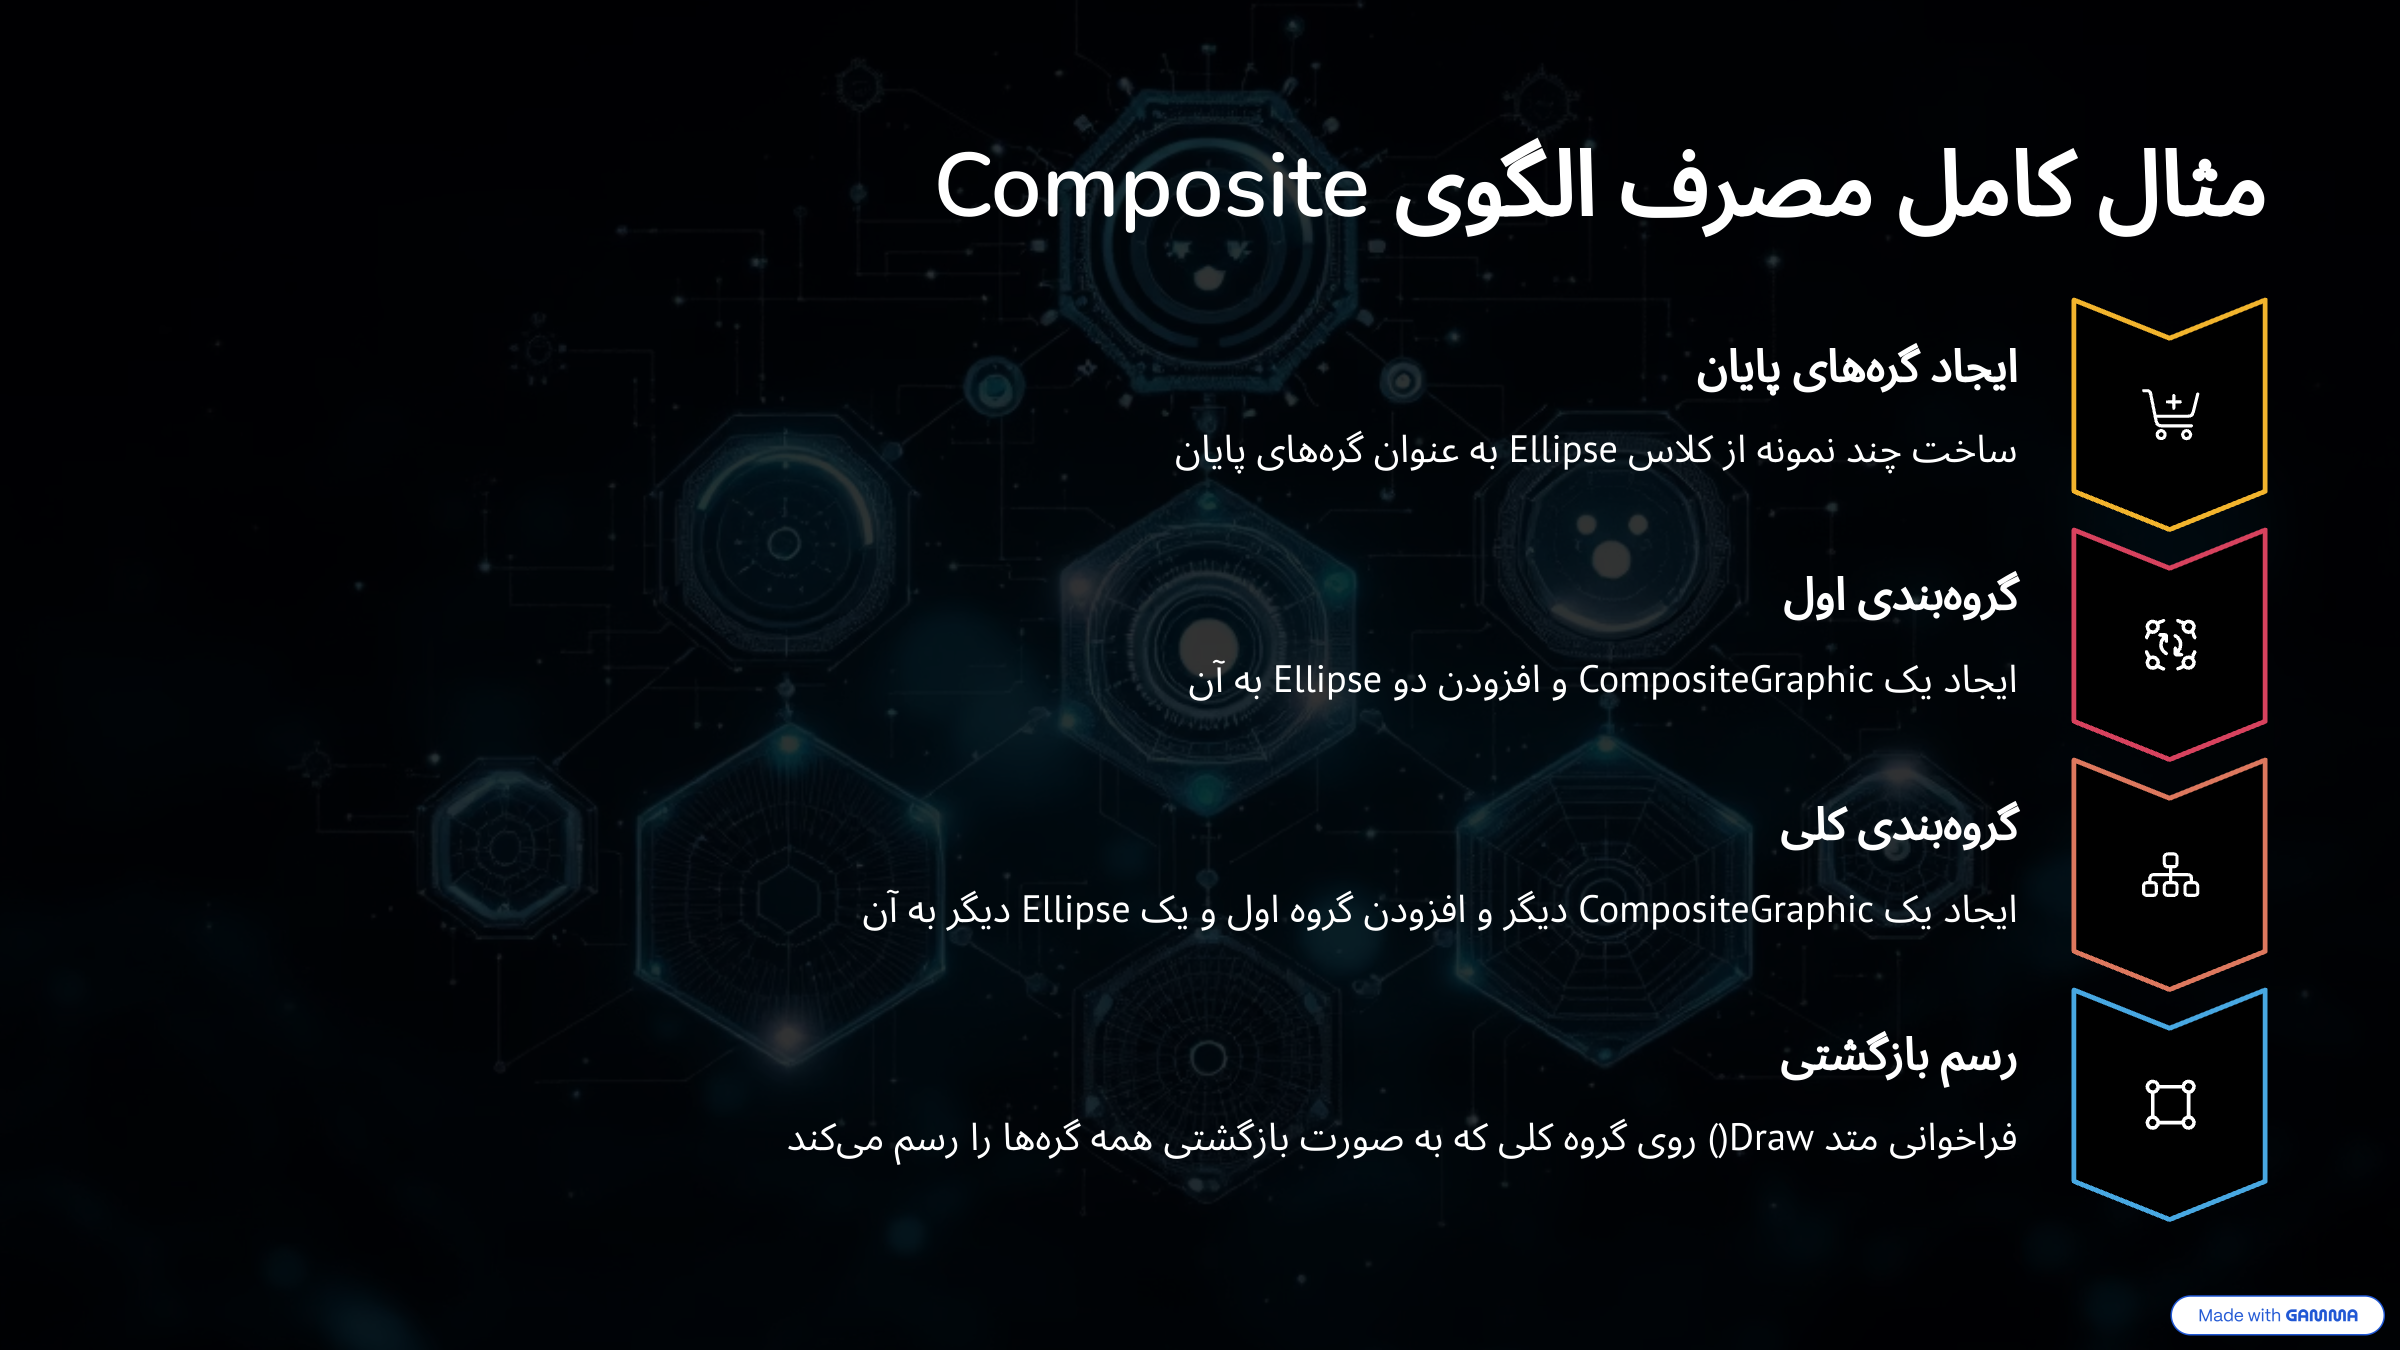 مثال کامل مصرف الگوی Composite
ایجاد گره‌های پایان
ساخت چند نمونه از کلاس Ellipse به عنوان گره‌های پایان
گروه‌بندی اول
ایجاد یک CompositeGraphic و افزودن دو Ellipse به آن
گروه‌بندی کلی
ایجاد یک CompositeGraphic دیگر و افزودن گروه اول و یک Ellipse دیگر به آن
رسم بازگشتی
فراخوانی متد Draw() روی گروه کلی که به صورت بازگشتی همه گره‌ها را رسم می‌کند
Made with GAMMA